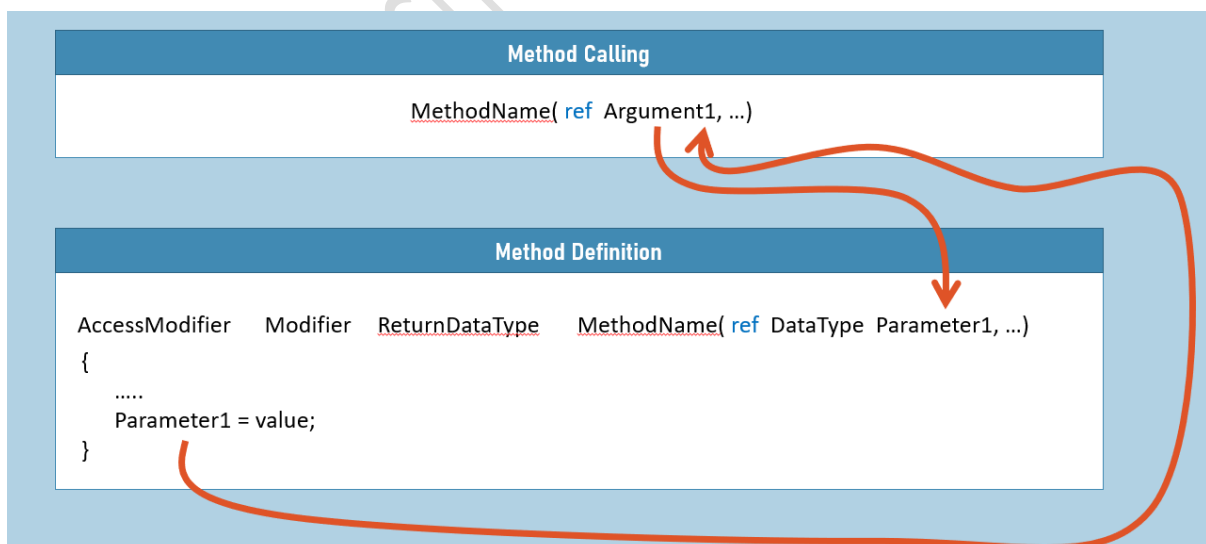 Method Calling
MethodName( ref Argument1, ...)
Method Definition
AccessModifier Modifier ReturnDataType MethodName( ref DataType Parameter1, ...)
{
.....
Parameter1 = value;
}